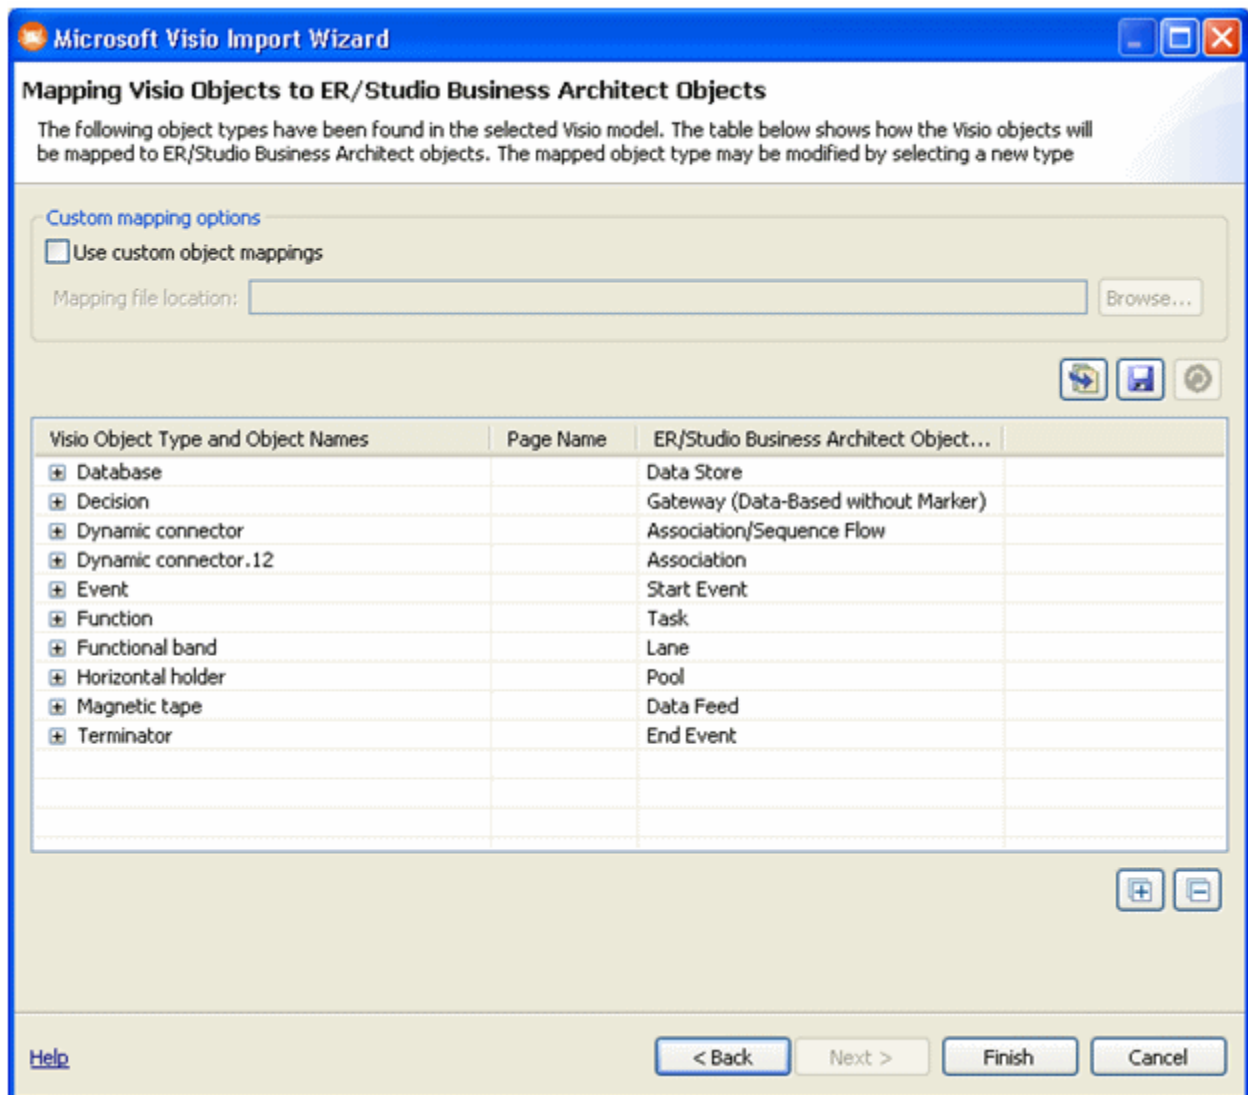 Microsoft Visio Import Wizard
Mapping Visio Objects to ER/Studio Business Architect Objects
The following object types have been found in the selected Visio model. The table below shows how the Visio objects will
be mapped to ER/Studio Business Architect objects. The mapped object type may be modified by selecting a new type
Custom mapping options
Use custom object mappings
Mapping file location: Browse...
Visio Object Type and Object Names Page Name ER/Studio Business Architect Object...
Database Data Store
Decision Gateway (Data-Based without Marker)
Dynamic connector Association/Sequence Flow
Dynamic connector.12 Association
Event Start Event
Function Task
Functional band Lane
Horizontal holder Pool
Magnetic tape Data Feed
Terminator End Event
Help < Back Next > Finish Cancel